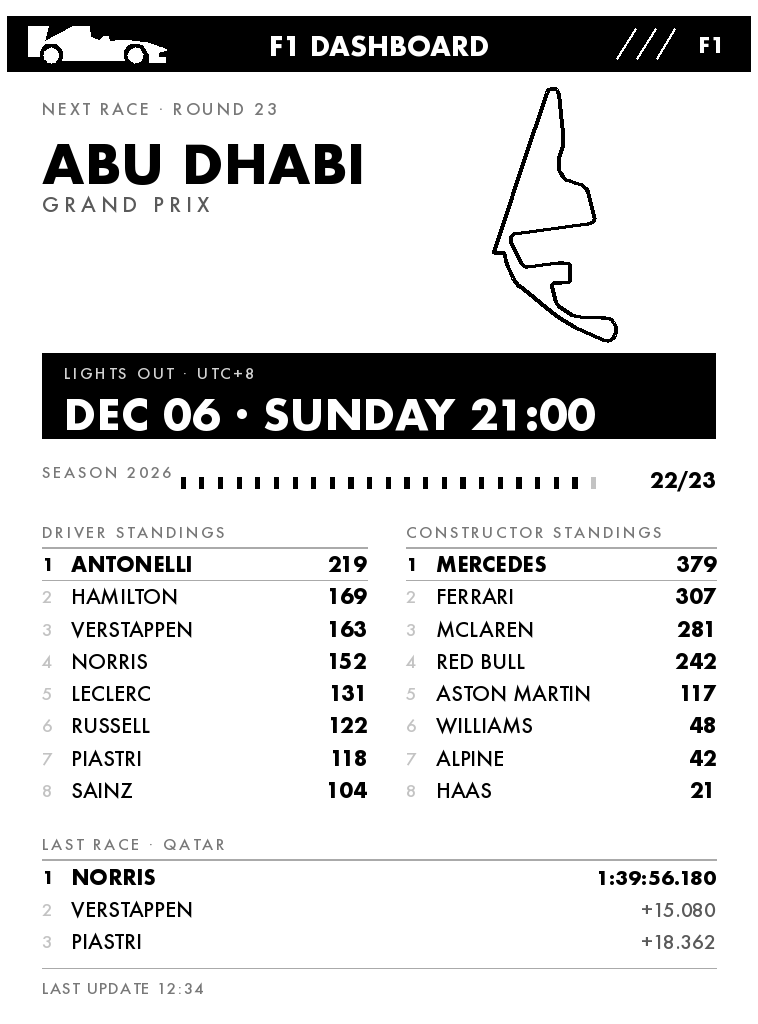 F1 DASHBOARD
F1
NEXT RACE · ROUND 23
ABU DHABI
GRAND PRIX
LIGHTS OUT · UTC+8
DEC 06 · SUNDAY 21:00
SEASON 2026 22/23
DRIVER STANDINGS
1 ANTONELLI 219
2 HAMILTON 169
3 VERSTAPPEN 163
4 NORRIS 152
5 LECLERC 131
6 RUSSELL 122
7 PIASTRI 118
8 SAINZ 104
CONSTRUCTOR STANDINGS
1 MERCEDES 379
2 FERRARI 307
3 MCLAREN 281
4 RED BULL 242
5 ASTON MARTIN 117
6 WILLIAMS 48
7 ALPINE 42
8 HAAS 21
LAST RACE · QATAR
1 NORRIS 1:39:56.180
2 VERSTAPPEN +15.080
3 PIASTRI +18.362
LAST UPDATE 12:34